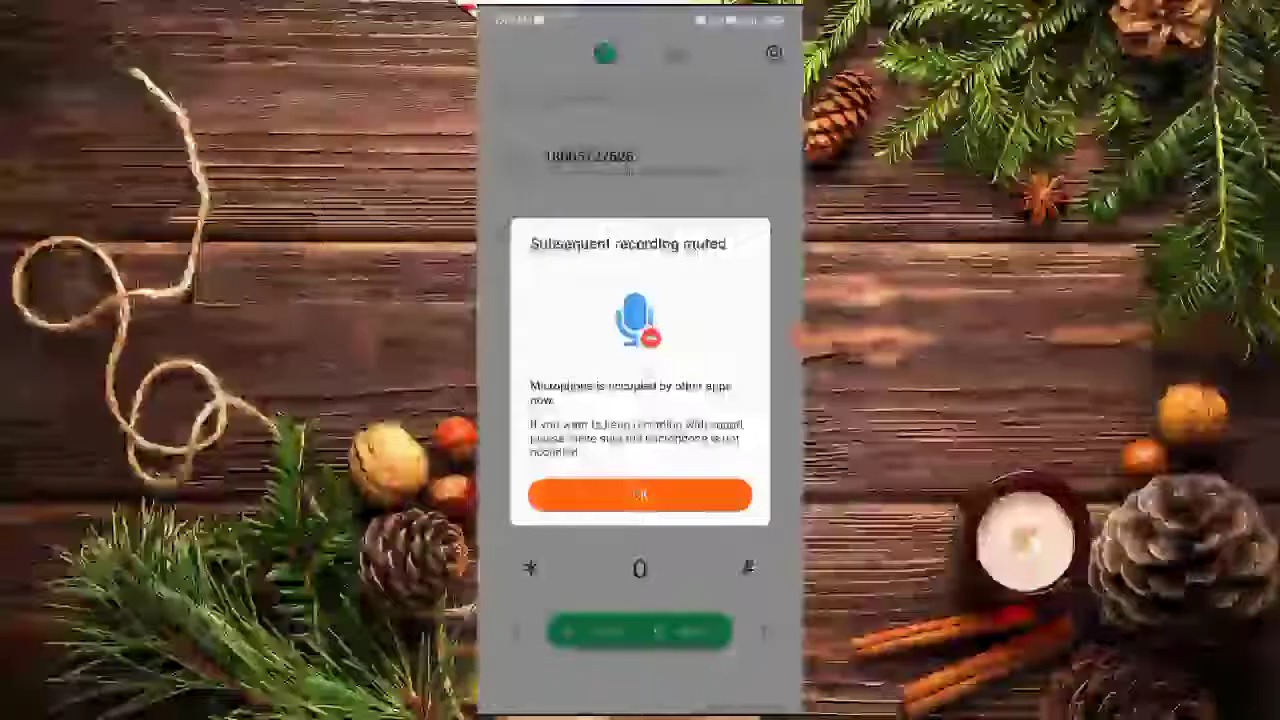 Subsequent recording muted
Microphone is occupied by other apps
now.
If you want to keep recording with sound,
please make sure the microphone is not
occupied.
OK
* 0 #